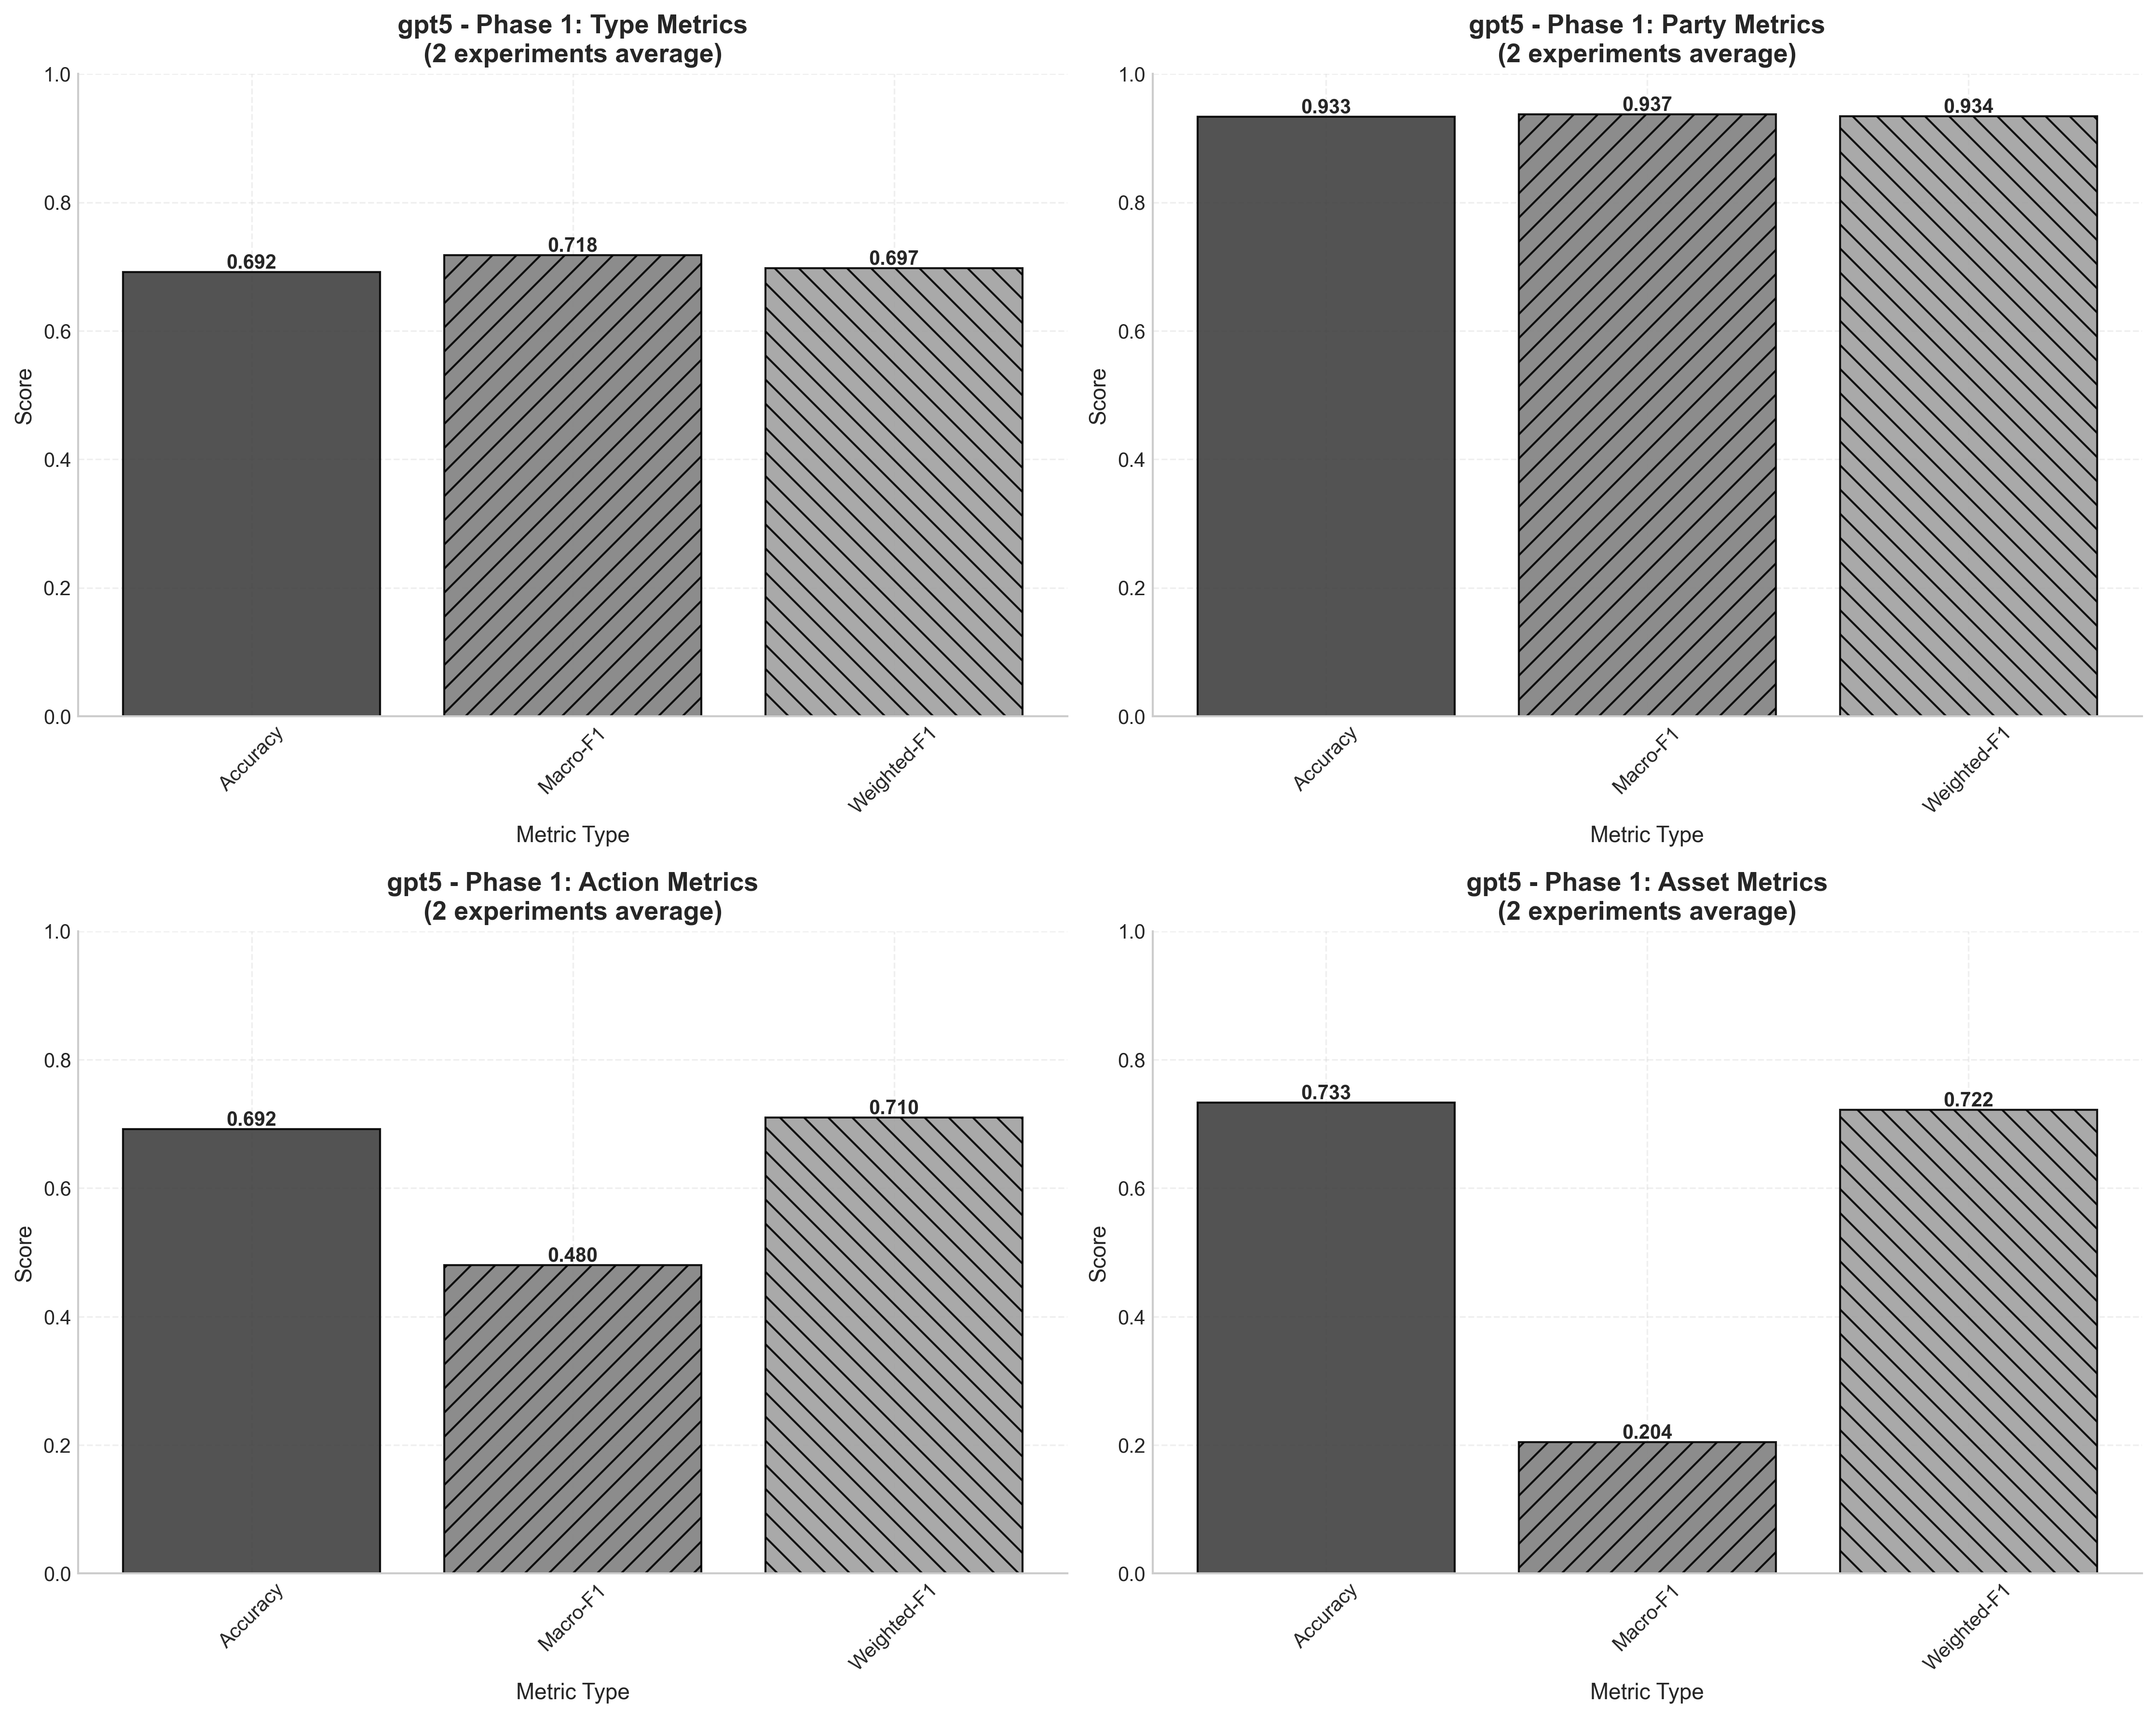 gpt5 - Phase 1: Type Metrics
(2 experiments average)
1.0
0.8
0.6
0.4
0.2
0.0
Score
0.692
0.718
0.697
Accuracy
Macro-F1
Weighted-F1
Metric Type
gpt5 - Phase 1: Party Metrics
(2 experiments average)
1.0
0.8
0.6
0.4
0.2
0.0
Score
0.933
0.937
0.934
Accuracy
Macro-F1
Weighted-F1
Metric Type
gpt5 - Phase 1: Action Metrics
(2 experiments average)
1.0
0.8
0.6
0.4
0.2
0.0
Score
0.692
0.480
0.710
Accuracy
Macro-F1
Weighted-F1
Metric Type
gpt5 - Phase 1: Asset Metrics
(2 experiments average)
1.0
0.8
0.6
0.4
0.2
0.0
Score
0.733
0.204
0.722
Accuracy
Macro-F1
Weighted-F1
Metric Type